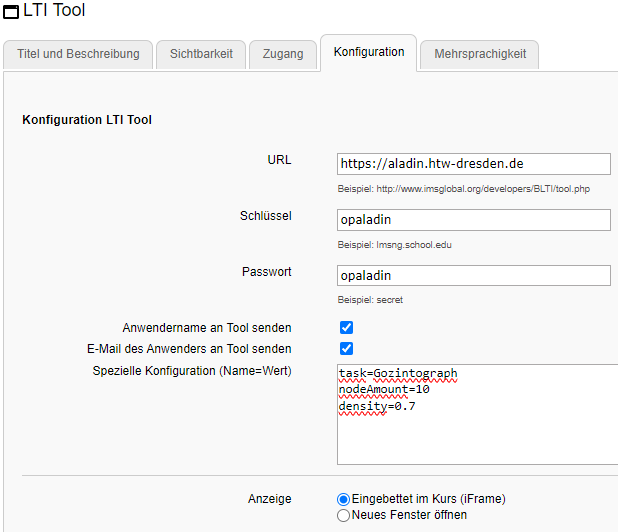 LTI Tool
Titel und Beschreibung Sichtbarkeit Zugang Konfiguration Mehrsprachigkeit
Konfiguration LTI Tool
URL https://aladin.htw-dresden.de
Beispiel: http://www.imsglobal.org/developers/BLTI/tool.php
Schlüssel opaladin
Beispiel: lmsng.school.edu
Passwort opaladin
Beispiel: secret
Anwendername an Tool senden
E-Mail des Anwenders an Tool senden
Spezielle Konfiguration (Name=Wert) task=Gozintograph
nodeAmount=10
density=0.7
Anzeige Eingebettet im Kurs (iFrame)
Neues Fenster öffnen